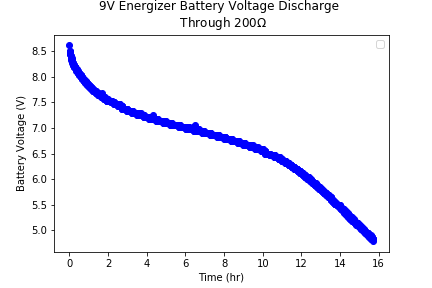 9V Energizer Battery Voltage Discharge
Through 200Ω
8.5
8.0
7.5
7.0
6.5
6.0
5.5
5.0
Battery Voltage (V)
0 2 4 6 8 10 12 14 16
Time (hr)